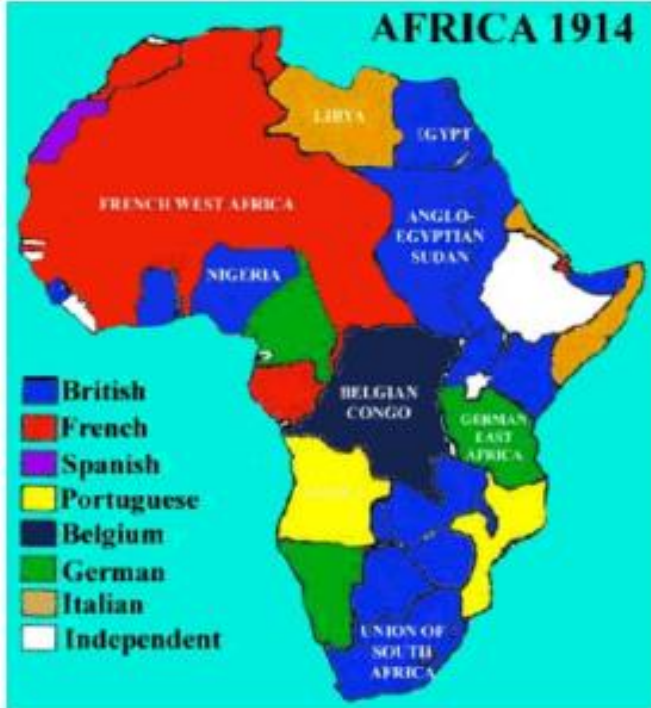 AFRICA 1914
LIBYA
EGYPT
FRENCH WEST AFRICA
ANGLO-
EGYPTIAN
SUDAN
NIGERIA
BELGIAN
CONGO
GERMAN
EAST
AFRICA
UNION OF
SOUTH
AFRICA
British
French
Spanish
Portuguese
Belgium
German
Italian
Independent